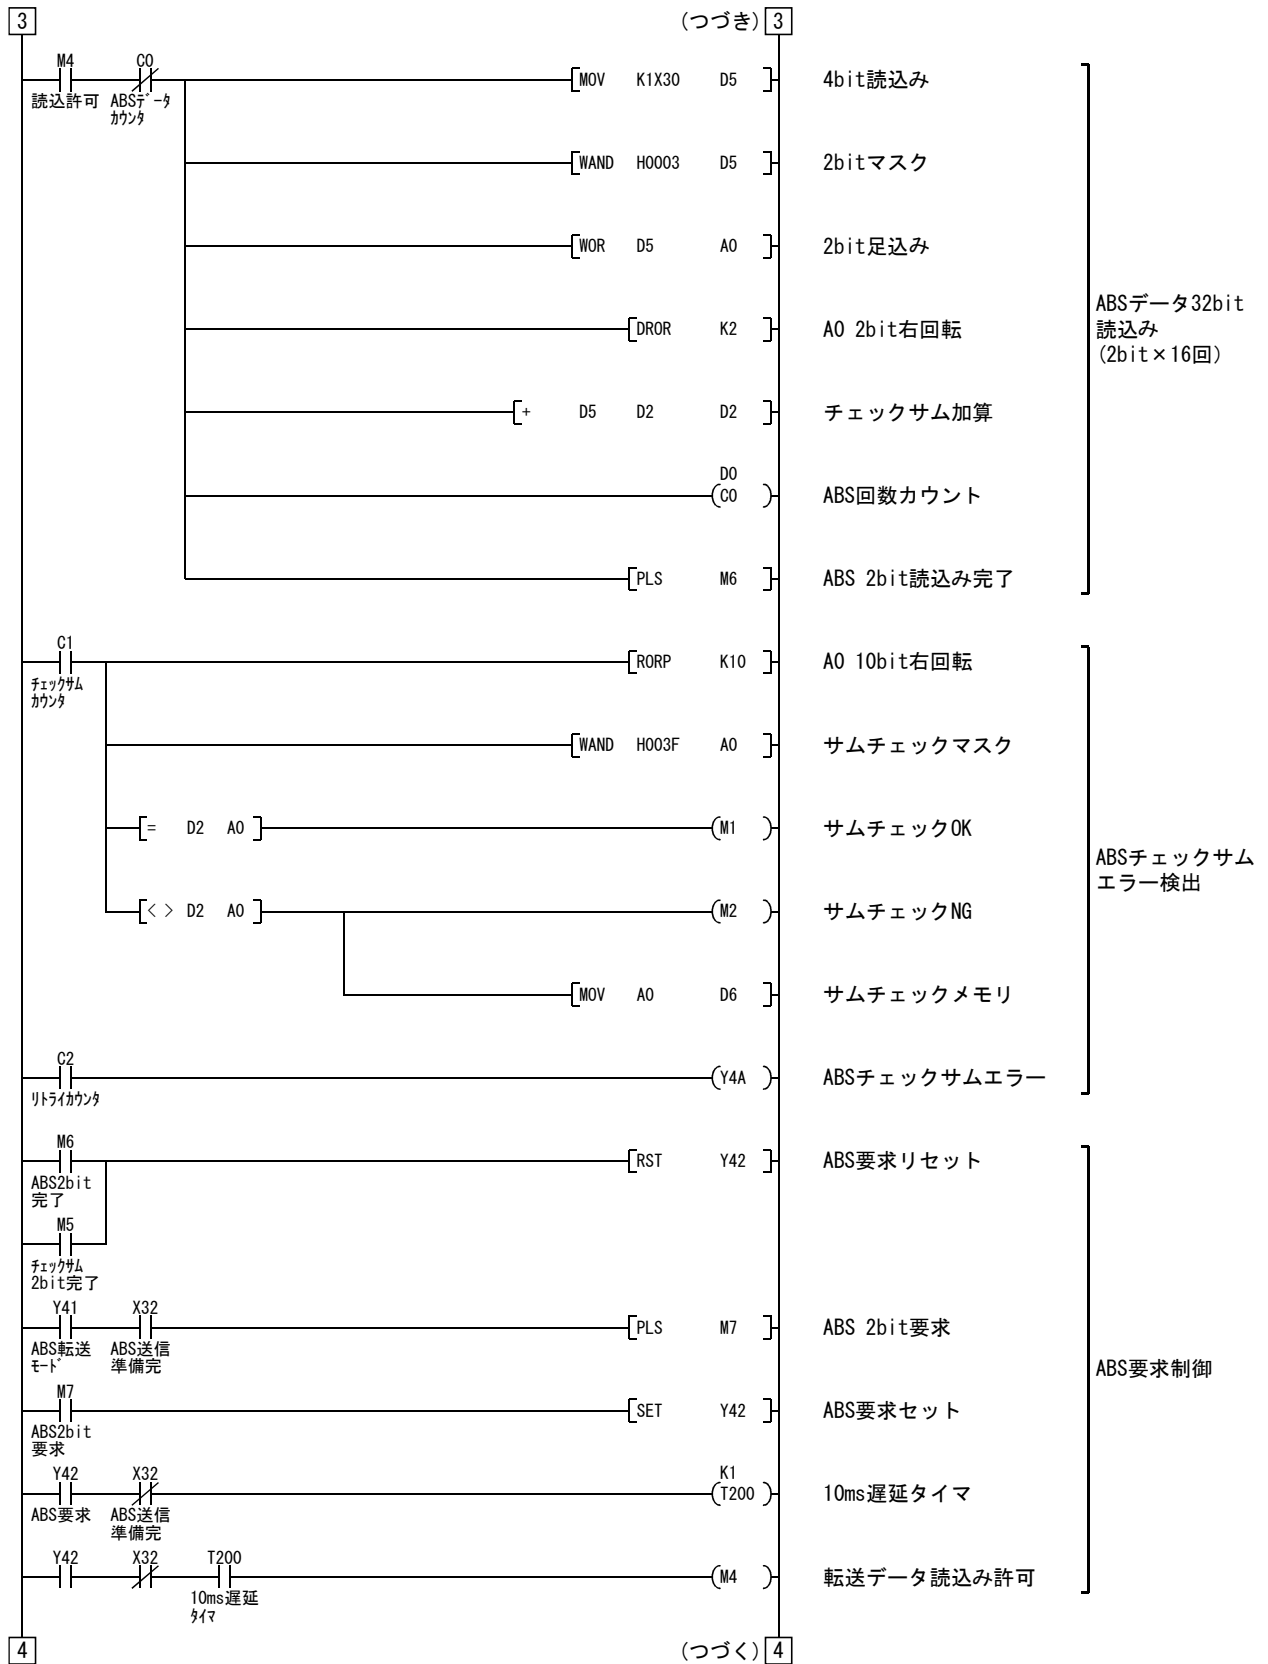 3 (つづき) 3
M4 C0
[MOV K1X30 D5] 4bit読込み
読込許可 ABSﾃﾞｰﾀ
ｶｳﾝﾀ
[WAND H0003 D5] 2bitマスク
[WOR D5 A0] 2bit足込み
ABSデータ32bit
読込み
(2bit×16回)
[DROR K2] A0 2bit右回転
[+ D5 D2 D2] チェックサム加算
D0
(C0) ABS回数カウント
[PLS M6] ABS 2bit読込み完了
C1
[RORP K10] A0 10bit右回転
ﾁｪｯｸｻﾑ
ｶｳﾝﾀ
[WAND H003F A0] サムチェックマスク
[= D2 A0] (M1) サムチェックOK
ABSチェックサム
エラー検出
[< > D2 A0] (M2) サムチェックNG
[MOV A0 D6] サムチェックメモリ
C2
(Y4A) ABSチェックサムエラー
ﾘﾄﾗｲｶｳﾝﾀ
M6
[RST Y42] ABS要求リセット
ABS2bit
完了
M5
ﾁｪｯｸｻﾑ
2bit完了
Y41 X32
[PLS M7] ABS 2bit要求
ABS転送 ABS送信
ﾓｰﾄﾞ 準備完
ABS要求制御
M7
[SET Y42] ABS要求セット
ABS2bit
要求
Y42 X32 K1
(T200) 10ms遅延タイマ
ABS要求 ABS送信
準備完
Y42 X32 T200
(M4) 転送データ読込み許可
10ms遅延
ﾀｲﾏ
4 (つづく) 4